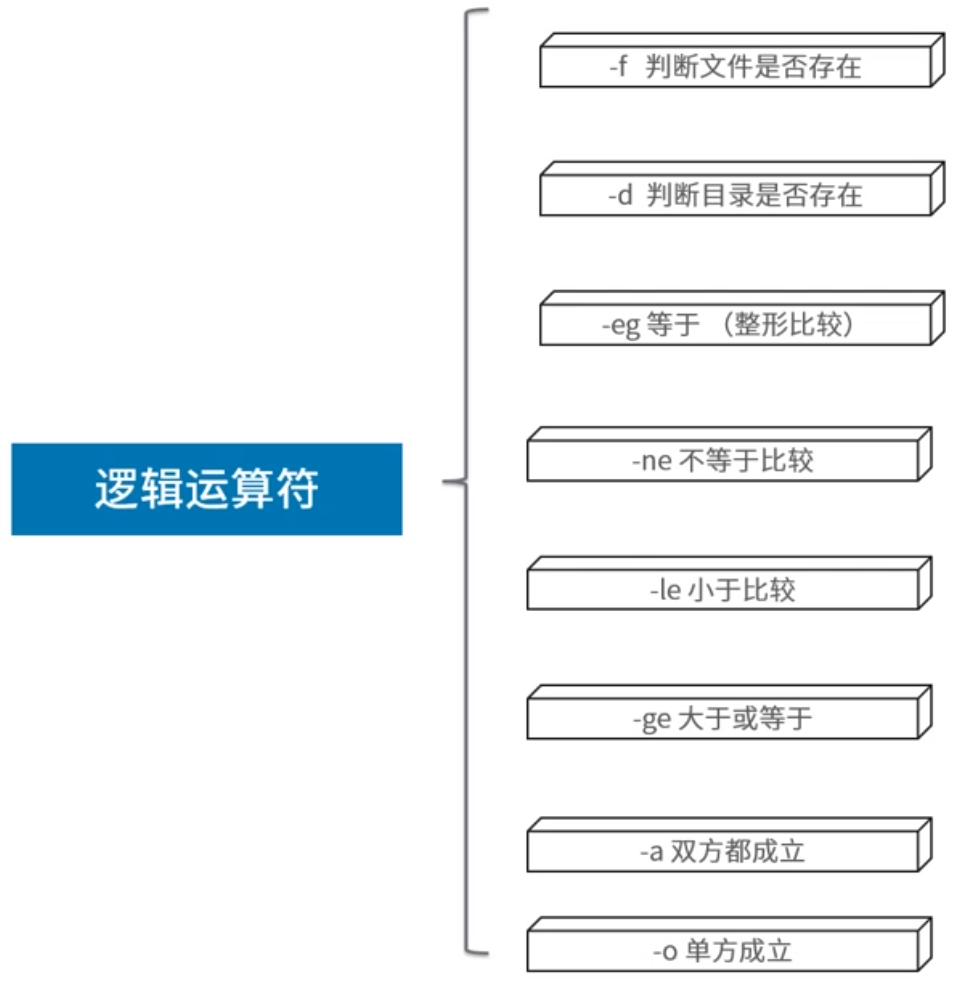 -f 判断文件是否存在
-d 判断目录是否存在
-eg 等于 （整形比较）
逻辑运算符
-ne 不等于比较
-le 小于比较
-ge 大于或等于
-a 双方都成立
-o 单方成立